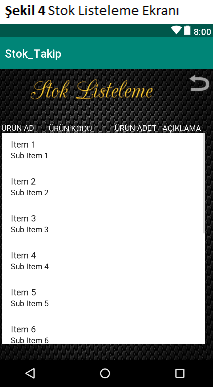 Şekil 4 Stok Listeleme Ekranı
8:00
Stok_Takip
Stok Listeleme
ÜRÜN AD ÜRÜN KODU ÜRÜN ADET AÇIKLAMA
Item 1
Sub Item 1
Item 2
Sub Item 2
Item 3
Sub Item 3
Item 4
Sub Item 4
Item 5
Sub Item 5
Item 6
Sub Item 6